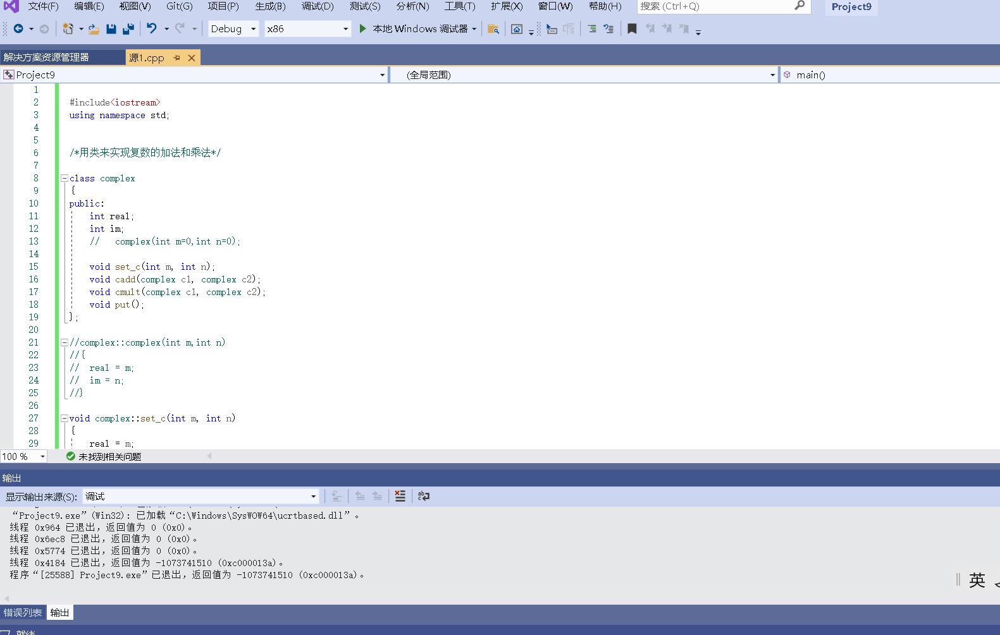 文件(F) 编辑(E) 视图(V) Git(G) 项目(P) 生成(B) 调试(D) 测试(S) 分析(N) 工具(T) 扩展(X) 窗口(W) 帮助(H) 搜索 (Ctrl+Q) Project9
Debug x86 本地 Windows 调试器
解决方案资源管理器 源1.cpp
Project9 (全局范围) main()
1
2 #include<iostream>
3 using namespace std;
4
5
6 /*用类来实现复数的加法和乘法*/
7
8 class complex
9 {
10 public:
11 int real;
12 int im;
13 // complex(int m=0,int n=0);
14
15 void set_c(int m, int n);
16 void cadd(complex c1, complex c2);
17 void cmult(complex c1, complex c2);
18 void put();
19 };
20
21 //complex::complex(int m,int n)
22 //{
23 // real = m;
24 // im = n;
25 //}
26
27 void complex::set_c(int m, int n)
28 {
29 real = m;
100 % 未找到相关问题
输出
显示输出来源(S): 调试
“Project9.exe”(Win32): 已加载“C:\Windows\SysWOW64\ucrtbased.dll”。
线程 0x964 已退出，返回值为 0 (0x0)。
线程 0x6ec8 已退出，返回值为 0 (0x0)。
线程 0x5774 已退出，返回值为 0 (0x0)。
线程 0x4184 已退出，返回值为 -1073741510 (0xc000013a)。
程序“[25588] Project9.exe”已退出，返回值为 -1073741510 (0xc000013a)。
英
错误列表 输出
就绪